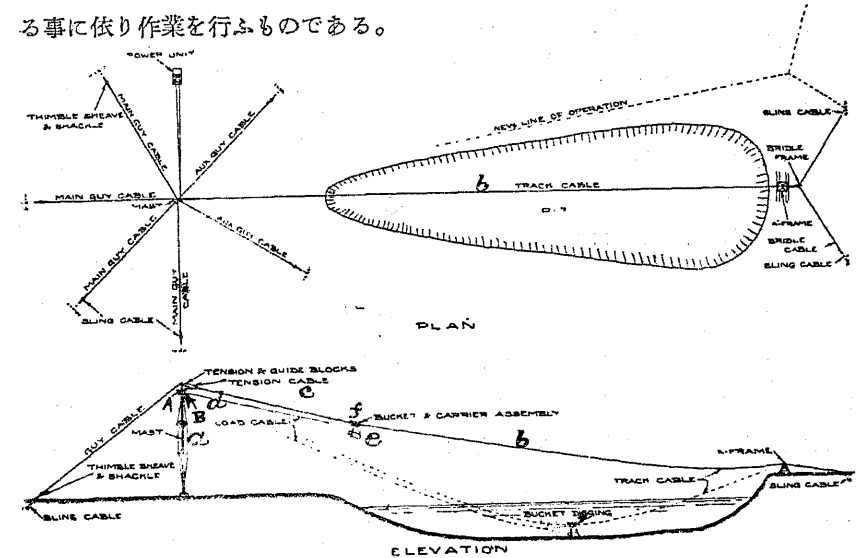 る事に依り作業を行ふものである。
POWER UNIT
THIMBLE SHEAVE
& SHACKLE
MAIN GUY CABLE
AUX GUY CABLE
NEW LINE OF OPERATION
SLING CABLE
BRIDLE
FRAME
MAIN GUY CABLE
MAST
b TRACK CABLE
A-FRAME
BRIDLE
CABLE
SLING CABLE
AUX GUY CABLE
MAIN GUY CABLE
MAIN GUY
CABLE
SLING CABLE
PLAN
TENSION & GUIDE BLOCKS
TENSION CABLE
c
A
d
B
f
BUCKET & CARRIER ASSEMBLY
GUY CABLE
MAST
a
LOAD CABLE
e
b
A-FRAME
THIMBLE SHEAVE
& SHACKLE
TRACK CABLE
SLING CABLE
SLING CABLE
BUCKET DIGGING
ELEVATION